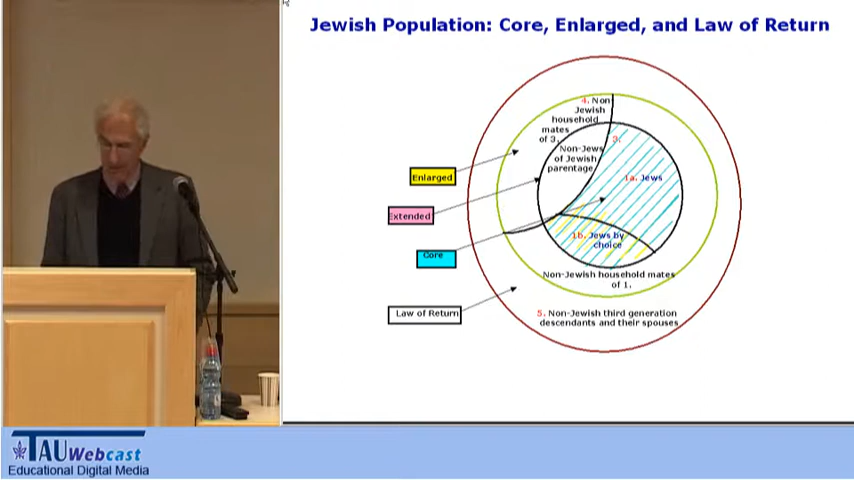 Jewish Population: Core, Enlarged, and Law of Return
4. Non
Jewish
household
mates
of 3.
3.
Non-Jews
of Jewish
parentage
1a. Jews
Enlarged
Extended
1b. Jews by
choice
Core
Non-Jewish household mates
of 1.
Law of Return
5. Non-Jewish third generation
descendants and their spouses
TAU Webcast
Educational Digital Media